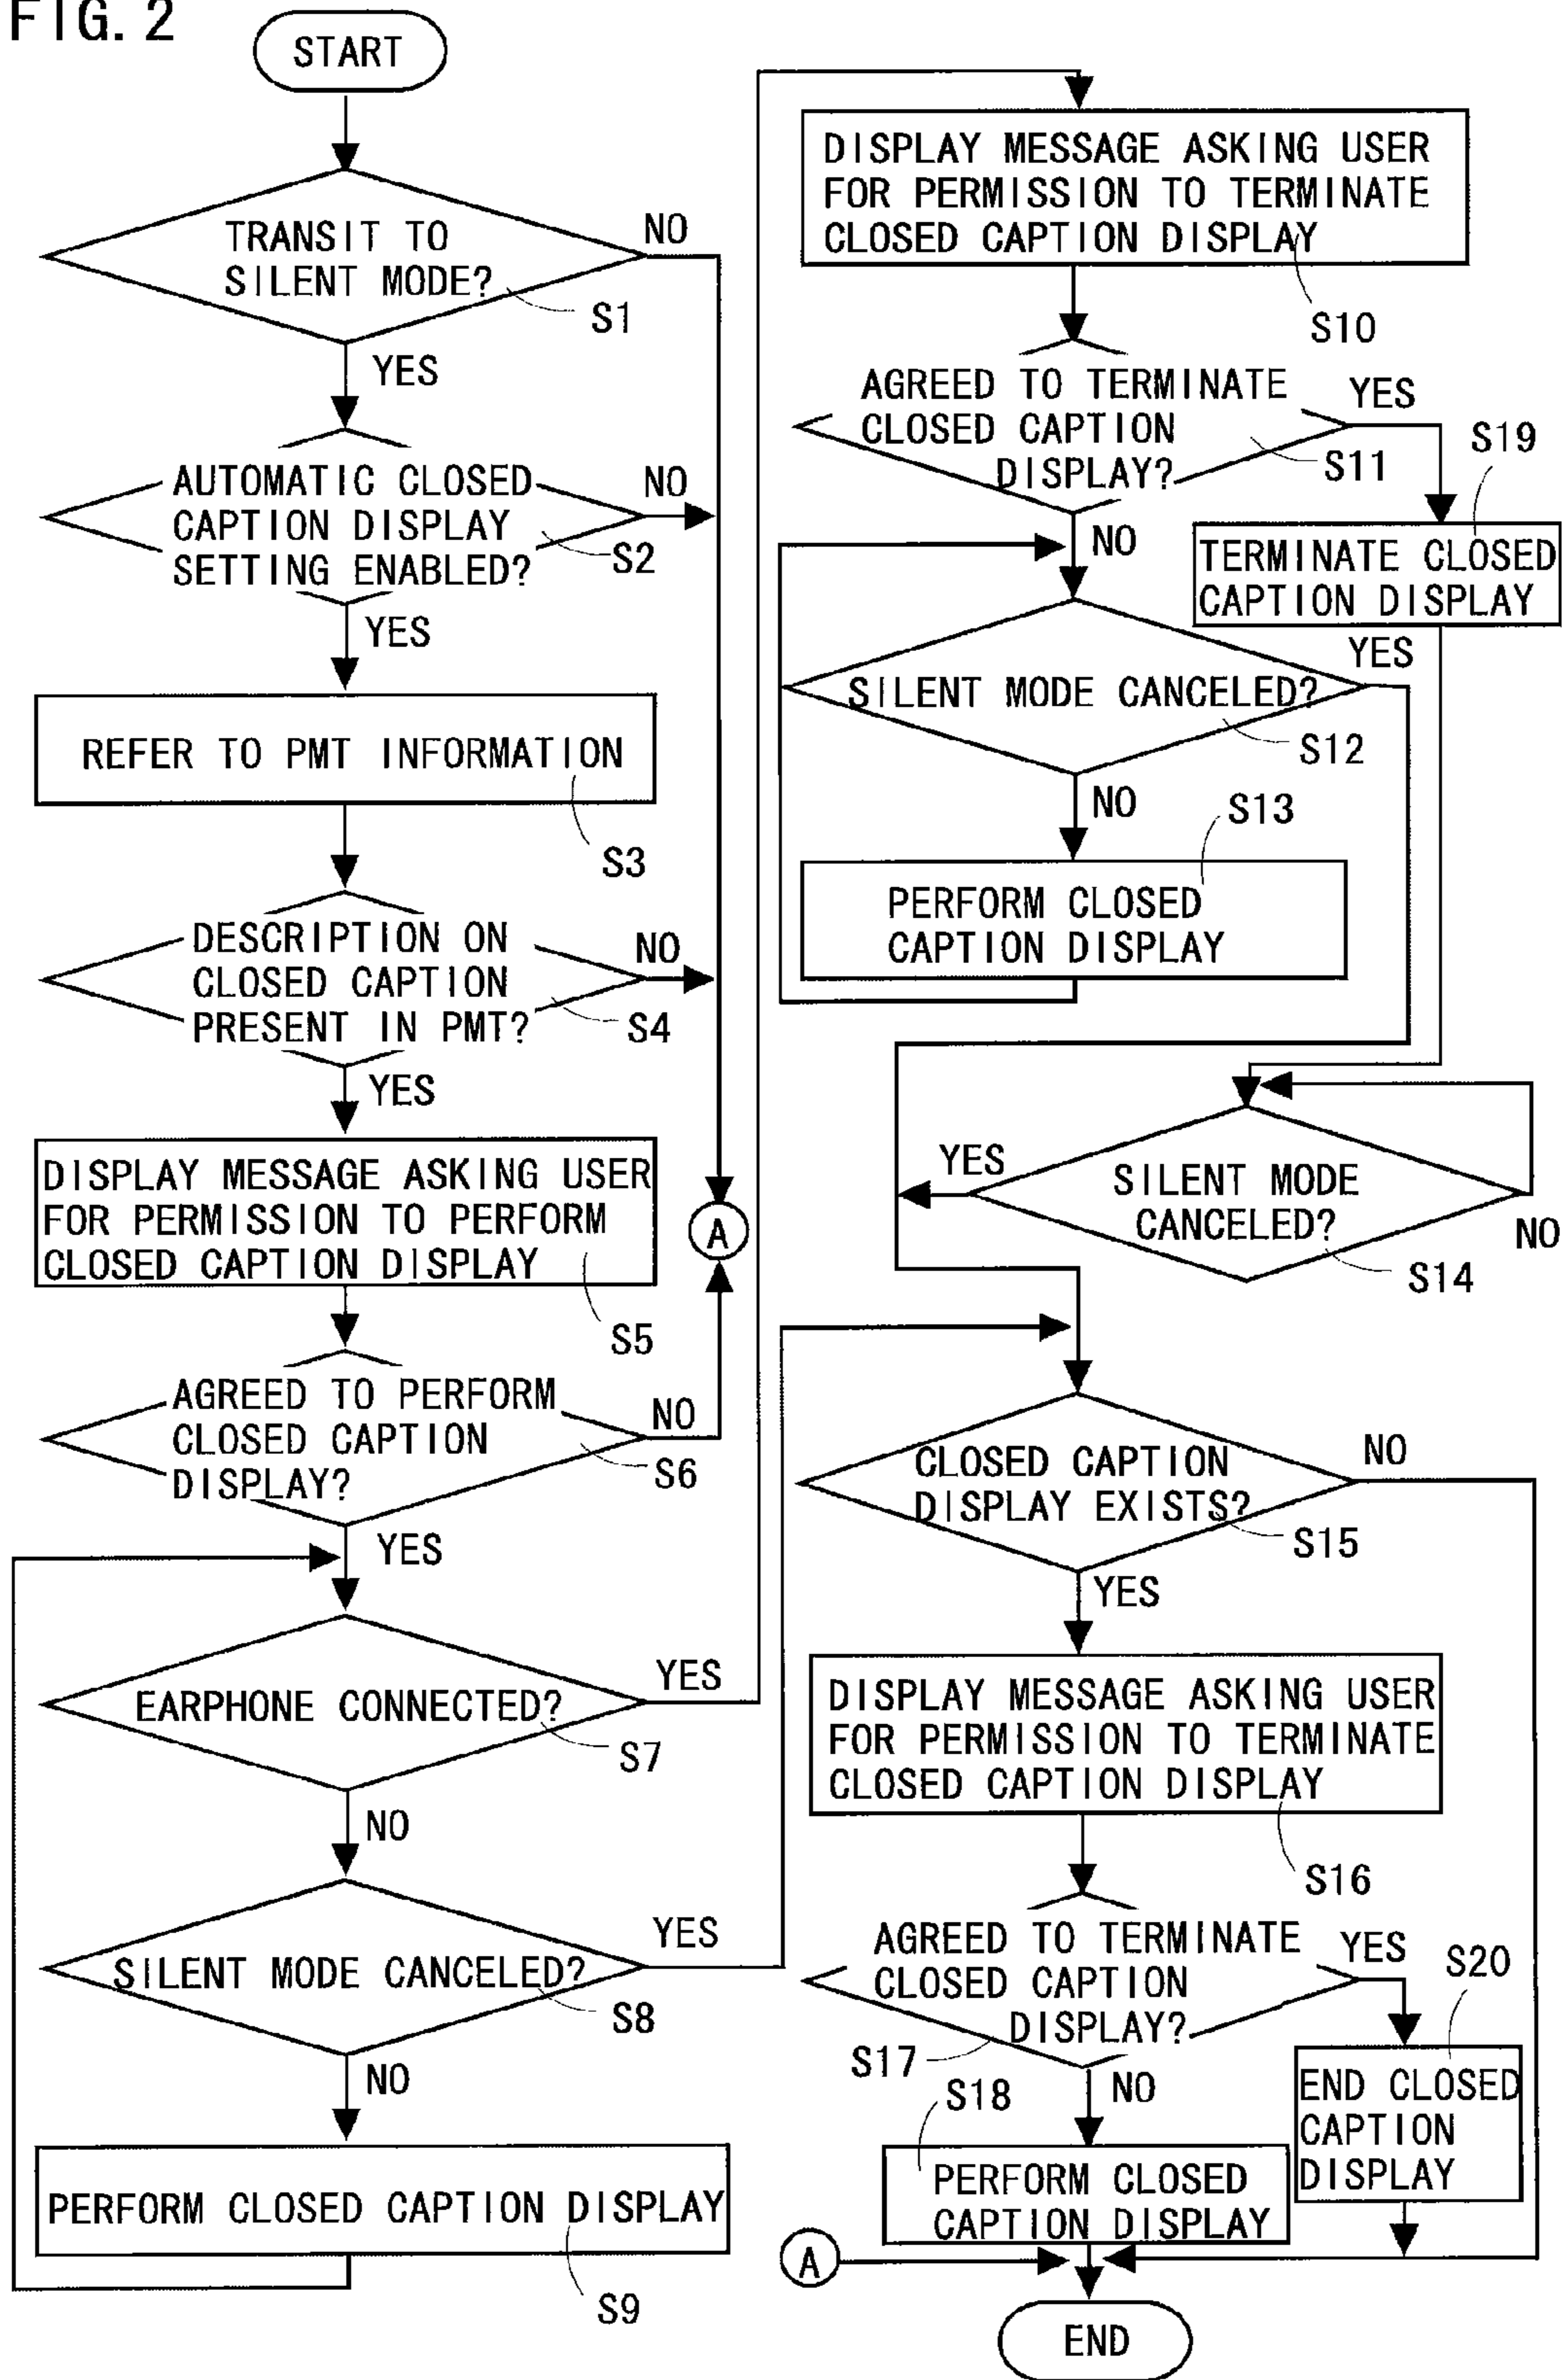 FIG. 2
START
TRANSIT TO
SILENT MODE?
NO
S1
YES
AUTOMATIC CLOSED
CAPTION DISPLAY
SETTING ENABLED?
NO
S2
YES
REFER TO PMT INFORMATION
S3
DESCRIPTION ON
CLOSED CAPTION
PRESENT IN PMT?
NO
S4
YES
DISPLAY MESSAGE ASKING USER
FOR PERMISSION TO PERFORM
CLOSED CAPTION DISPLAY
S5
A
AGREED TO PERFORM
CLOSED CAPTION
DISPLAY?
NO
S6
YES
EARPHONE CONNECTED?
YES
S7
NO
SILENT MODE CANCELED?
YES
S8
NO
PERFORM CLOSED CAPTION DISPLAY
S9
DISPLAY MESSAGE ASKING USER
FOR PERMISSION TO TERMINATE
CLOSED CAPTION DISPLAY
S10
AGREED TO TERMINATE
CLOSED CAPTION
DISPLAY?
YES
S11
S19
NO
TERMINATE CLOSED
CAPTION DISPLAY
YES
SILENT MODE CANCELED?
S12
NO
S13
PERFORM CLOSED
CAPTION DISPLAY
YES
SILENT MODE
CANCELED?
NO
S14
CLOSED CAPTION
DISPLAY EXISTS?
NO
S15
YES
DISPLAY MESSAGE ASKING USER
FOR PERMISSION TO TERMINATE
CLOSED CAPTION DISPLAY
S16
AGREED TO TERMINATE
CLOSED CAPTION
DISPLAY?
YES
S20
S17
NO
S18
END CLOSED
CAPTION
DISPLAY
PERFORM CLOSED
CAPTION DISPLAY
A
END